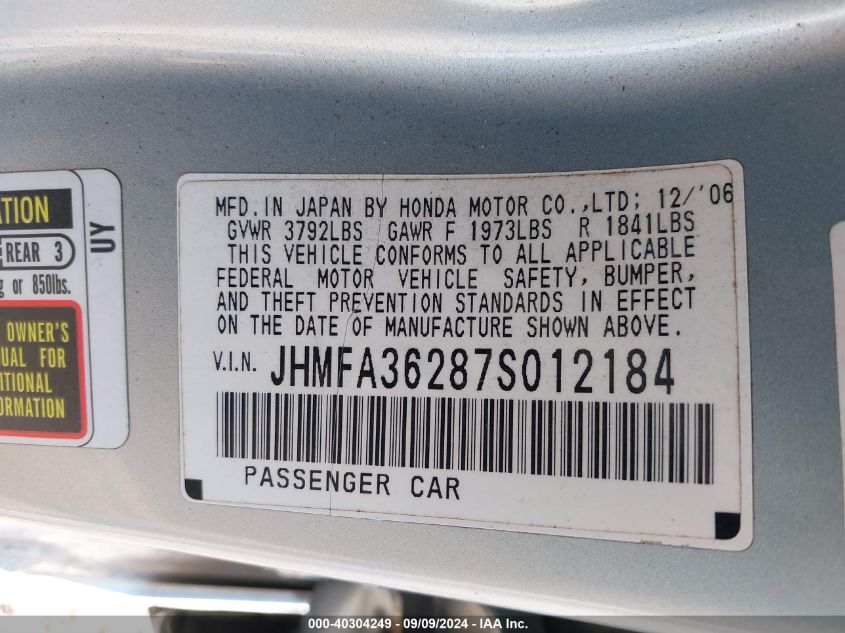 ATION
REAR 3
g or 850lbs.
OWNER'S
UAL FOR
ITIONAL
ORMATION
UY
MFD.IN JAPAN BY HONDA MOTOR CO.,LTD; 12/'06
GVWR 3792LBS GAWR F 1973LBS R 1841LBS
THIS VEHICLE CONFORMS TO ALL APPLICABLE
FEDERAL MOTOR VEHICLE SAFETY, BUMPER,
AND THEFT PREVENTION STANDARDS IN EFFECT
ON THE DATE OF MANUFACTURE SHOWN ABOVE.
V.I.N. JHMFA36287S012184
PASSENGER CAR
000-40304249 - 09/09/2024 - IAA Inc.